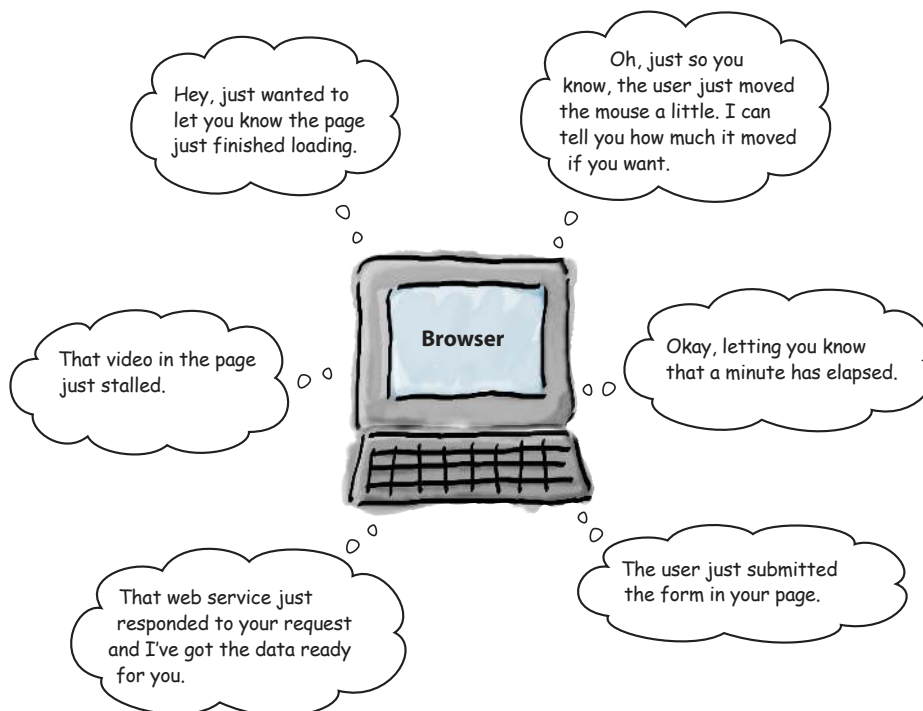 Hey, just wanted to
let you know the page
just finished loading.
Oh, just so you
know, the user just moved
the mouse a little. I can
tell you how much it moved
if you want.
Browser
That video in the page
just stalled.
Okay, letting you know
that a minute has elapsed.
That web service just
responded to your request
and I've got the data ready
for you.
The user just submitted
the form in your page.